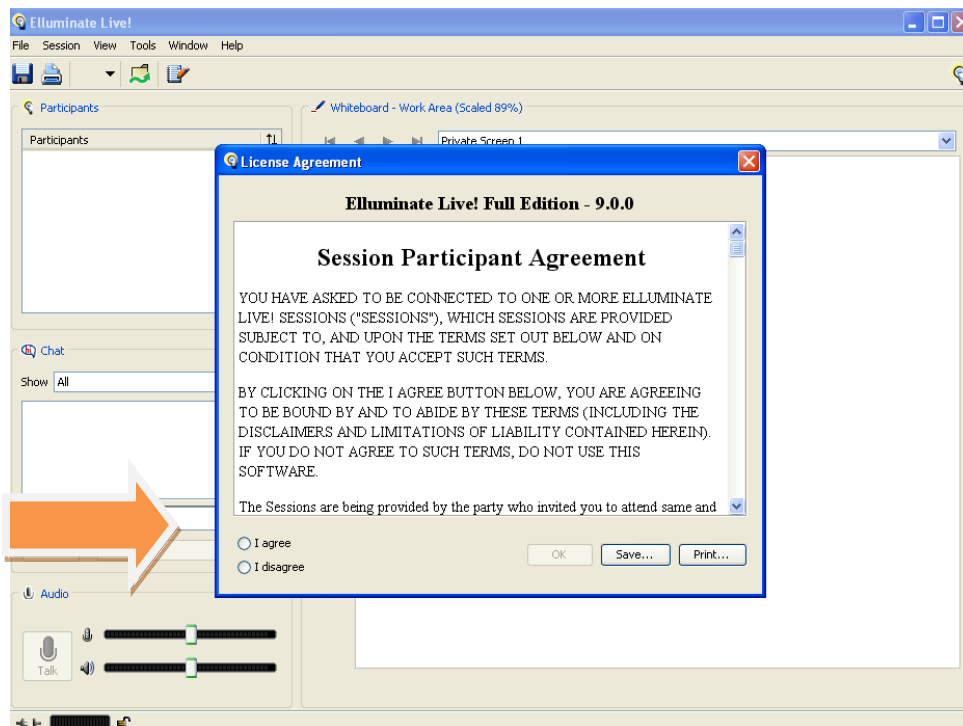 Elluminate Live!
File Session View Tools Window Help
Participants
Whiteboard - Work Area (Scaled 89%)
Participants
Private Screen 1
License Agreement
Elluminate Live! Full Edition - 9.0.0
Session Participant Agreement
YOU HAVE ASKED TO BE CONNECTED TO ONE OR MORE ELLUMINATE
LIVE! SESSIONS ("SESSIONS"), WHICH SESSIONS ARE PROVIDED
SUBJECT TO, AND UPON THE TERMS SET OUT BELOW AND ON
CONDITION THAT YOU ACCEPT SUCH TERMS.
BY CLICKING ON THE I AGREE BUTTON BELOW, YOU ARE AGREEING
TO BE BOUND BY AND TO ABIDE BY THESE TERMS (INCLUDING THE
DISCLAIMERS AND LIMITATIONS OF LIABILITY CONTAINED HEREIN).
IF YOU DO NOT AGREE TO SUCH TERMS, DO NOT USE THIS
SOFTWARE.
The Sessions are being provided by the party who invited you to attend same and
Chat
Show All
I agree
I disagree
OK Save... Print...
Audio
Talk